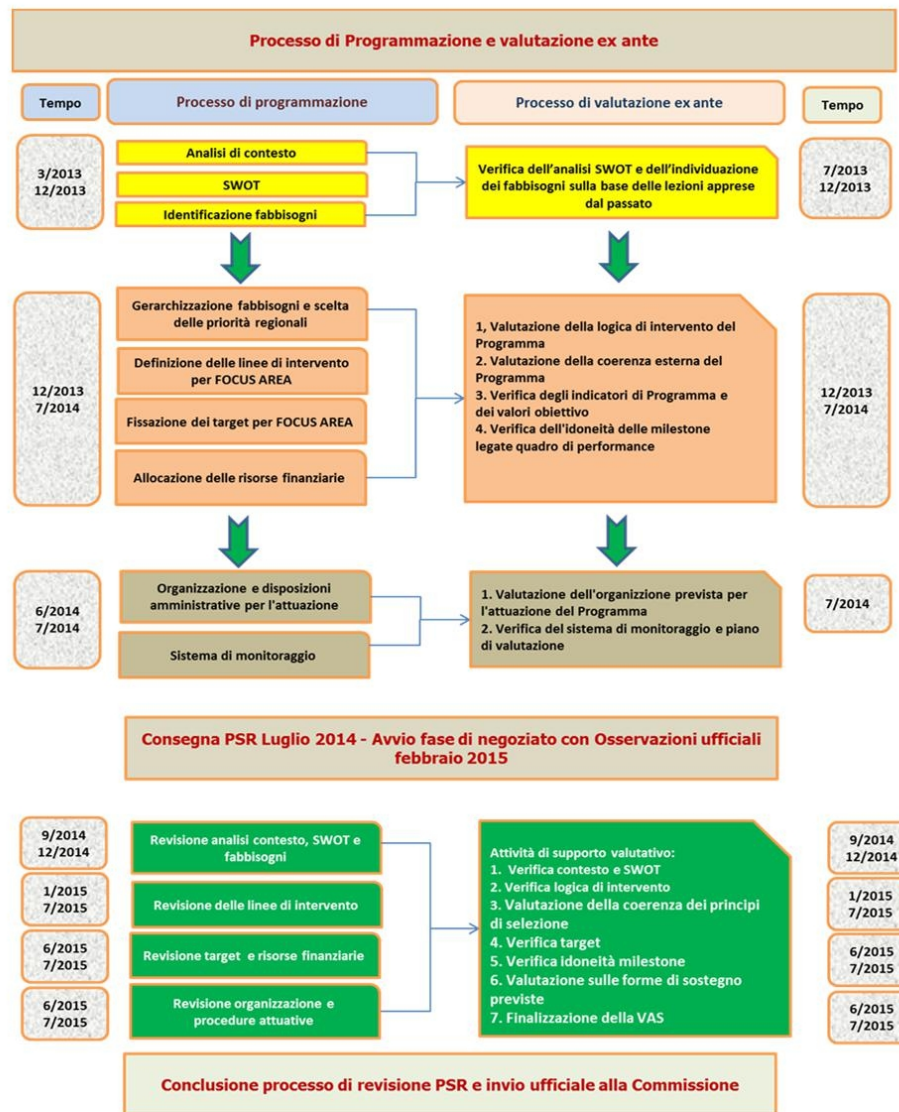 Processo di Programmazione e valutazione ex ante
Tempo
Processo di programmazione
Processo di valutazione ex ante
Tempo
3/2013
12/2013
Analisi di contesto
SWOT
Identificazione fabbisogni
Verifica dell'analisi SWOT e dell'individuazione
dei fabbisogni sulla base delle lezioni apprese
dal passato
7/2013
12/2013
12/2013
7/2014
Gerarchizzazione fabbisogni e scelta
delle priorità regionali
Definizione delle linee di intervento
per FOCUS AREA
Fissazione dei target per FOCUS AREA
Allocazione delle risorse finanziarie
1, Valutazione della logica di intervento del
Programma
2. Valutazione della coerenza esterna del
Programma
3. Verifica degli indicatori di Programma e
dei valori obiettivo
4. Verifica dell'idoneità delle milestone
legate quadro di performance
12/2013
7/2014
6/2014
7/2014
Organizzazione e disposizioni
amministrative per l'attuazione
Sistema di monitoraggio
1. Valutazione dell'organizzione prevista per
l'attuazione del Programma
2. Verifica del sistema di monitoraggio e piano
di valutazione
7/2014
Consegna PSR Luglio 2014 - Avvio fase di negoziato con Osservazioni ufficiali
febbraio 2015
9/2014
12/2014
1/2015
7/2015
6/2015
7/2015
6/2015
7/2015
Revisione analisi contesto, SWOT e
fabbisogni
Revisione delle linee di intervento
Revisione target e risorse finanziarie
Revisione organizzazione e
procedure attuative
Attività di supporto valutativo:
1. Verifica contesto e SWOT
2. Verifica logica di intervento
3. Valutazione della coerenza dei principi
di selezione
4. Verifica target
5. Verifica idoneità milestone
6. Valutazione sulle forme di sostegno
previste
7. Finalizzazione della VAS
9/2014
12/2014
1/2015
7/2015
6/2015
7/2015
6/2015
7/2015
Conclusione processo di revisione PSR e invio ufficiale alla Commissione